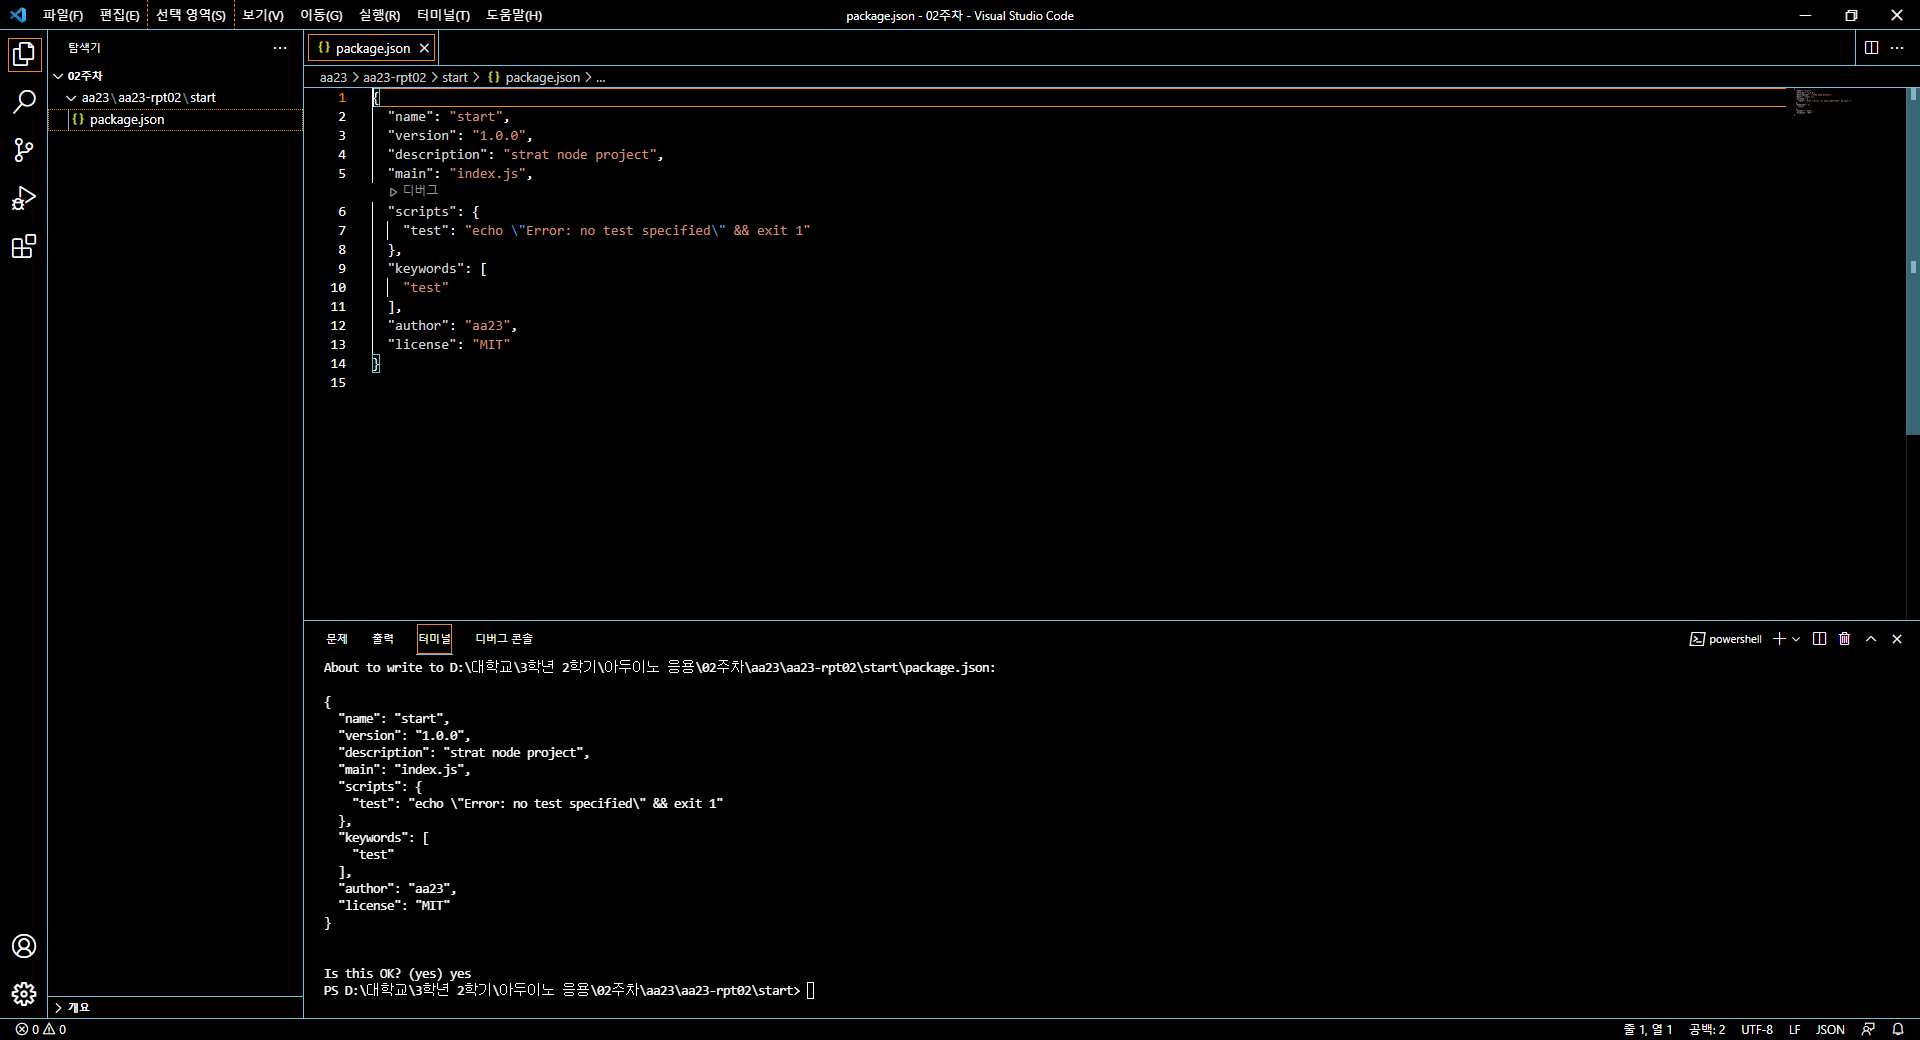 파일(F) 편집(E) 선택 영역(S) 보기(V) 이동(G) 실행(R) 터미널(T) 도움말(H)
package.json - 02주차 - Visual Studio Code
탐색기
02주차
aa23\aa23-rpt02\start
{} package.json
{} package.json
aa23 > aa23-rpt02 > start > {} package.json > ...
1 {
2 "name": "start",
3 "version": "1.0.0",
4 "description": "strat node project",
5 "main": "index.js",
디버그
6 "scripts": {
7 "test": "echo \"Error: no test specified\" && exit 1"
8 },
9 "keywords": [
10 "test"
11 ],
12 "author": "aa23",
13 "license": "MIT"
14 }
15
문제 출력 터미널 디버그 콘솔
powershell
About to write to D:\대학교\3학년 2학기\아두이노 응용\02주차\aa23\aa23-rpt02\start\package.json:
{
"name": "start",
"version": "1.0.0",
"description": "strat node project",
"main": "index.js",
"scripts": {
"test": "echo \"Error: no test specified\" && exit 1"
},
"keywords": [
"test"
],
"author": "aa23",
"license": "MIT"
}
Is this OK? (yes) yes
PS D:\대학교\3학년 2학기\아두이노 응용\02주차\aa23\aa23-rpt02\start>
개요
0 0
줄 1, 열 1 공백: 2 UTF-8 LF JSON